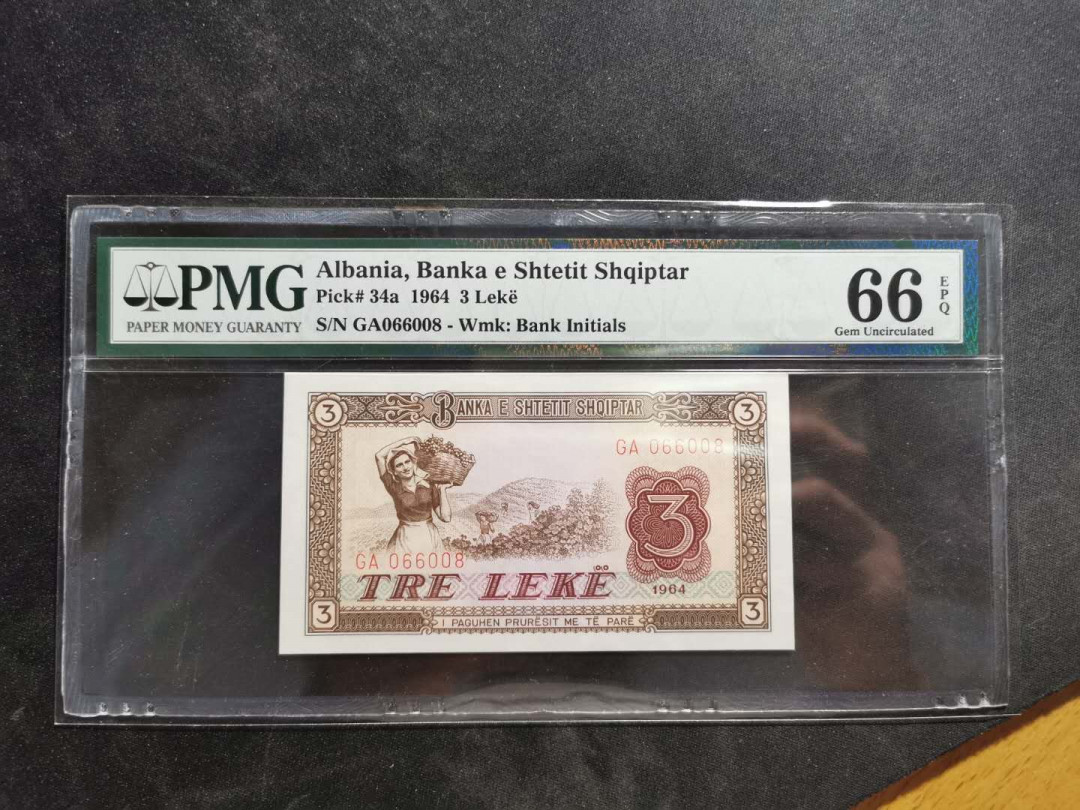 PMG
PAPER MONEY GUARANTY
Albania, Banka e Shtetit Shqiptar
Pick# 34a 1964 3 Lekë
S/N GA066008 - Wmk: Bank Initials
66
EPQ
Gem Uncirculated
3 BANKA E SHTETIT SHQIPTAR 3
GA 066008
3
GA 066008
TRE LEKË 1964
3 I PAGUHEN PRURËSIT ME TË PARË 3